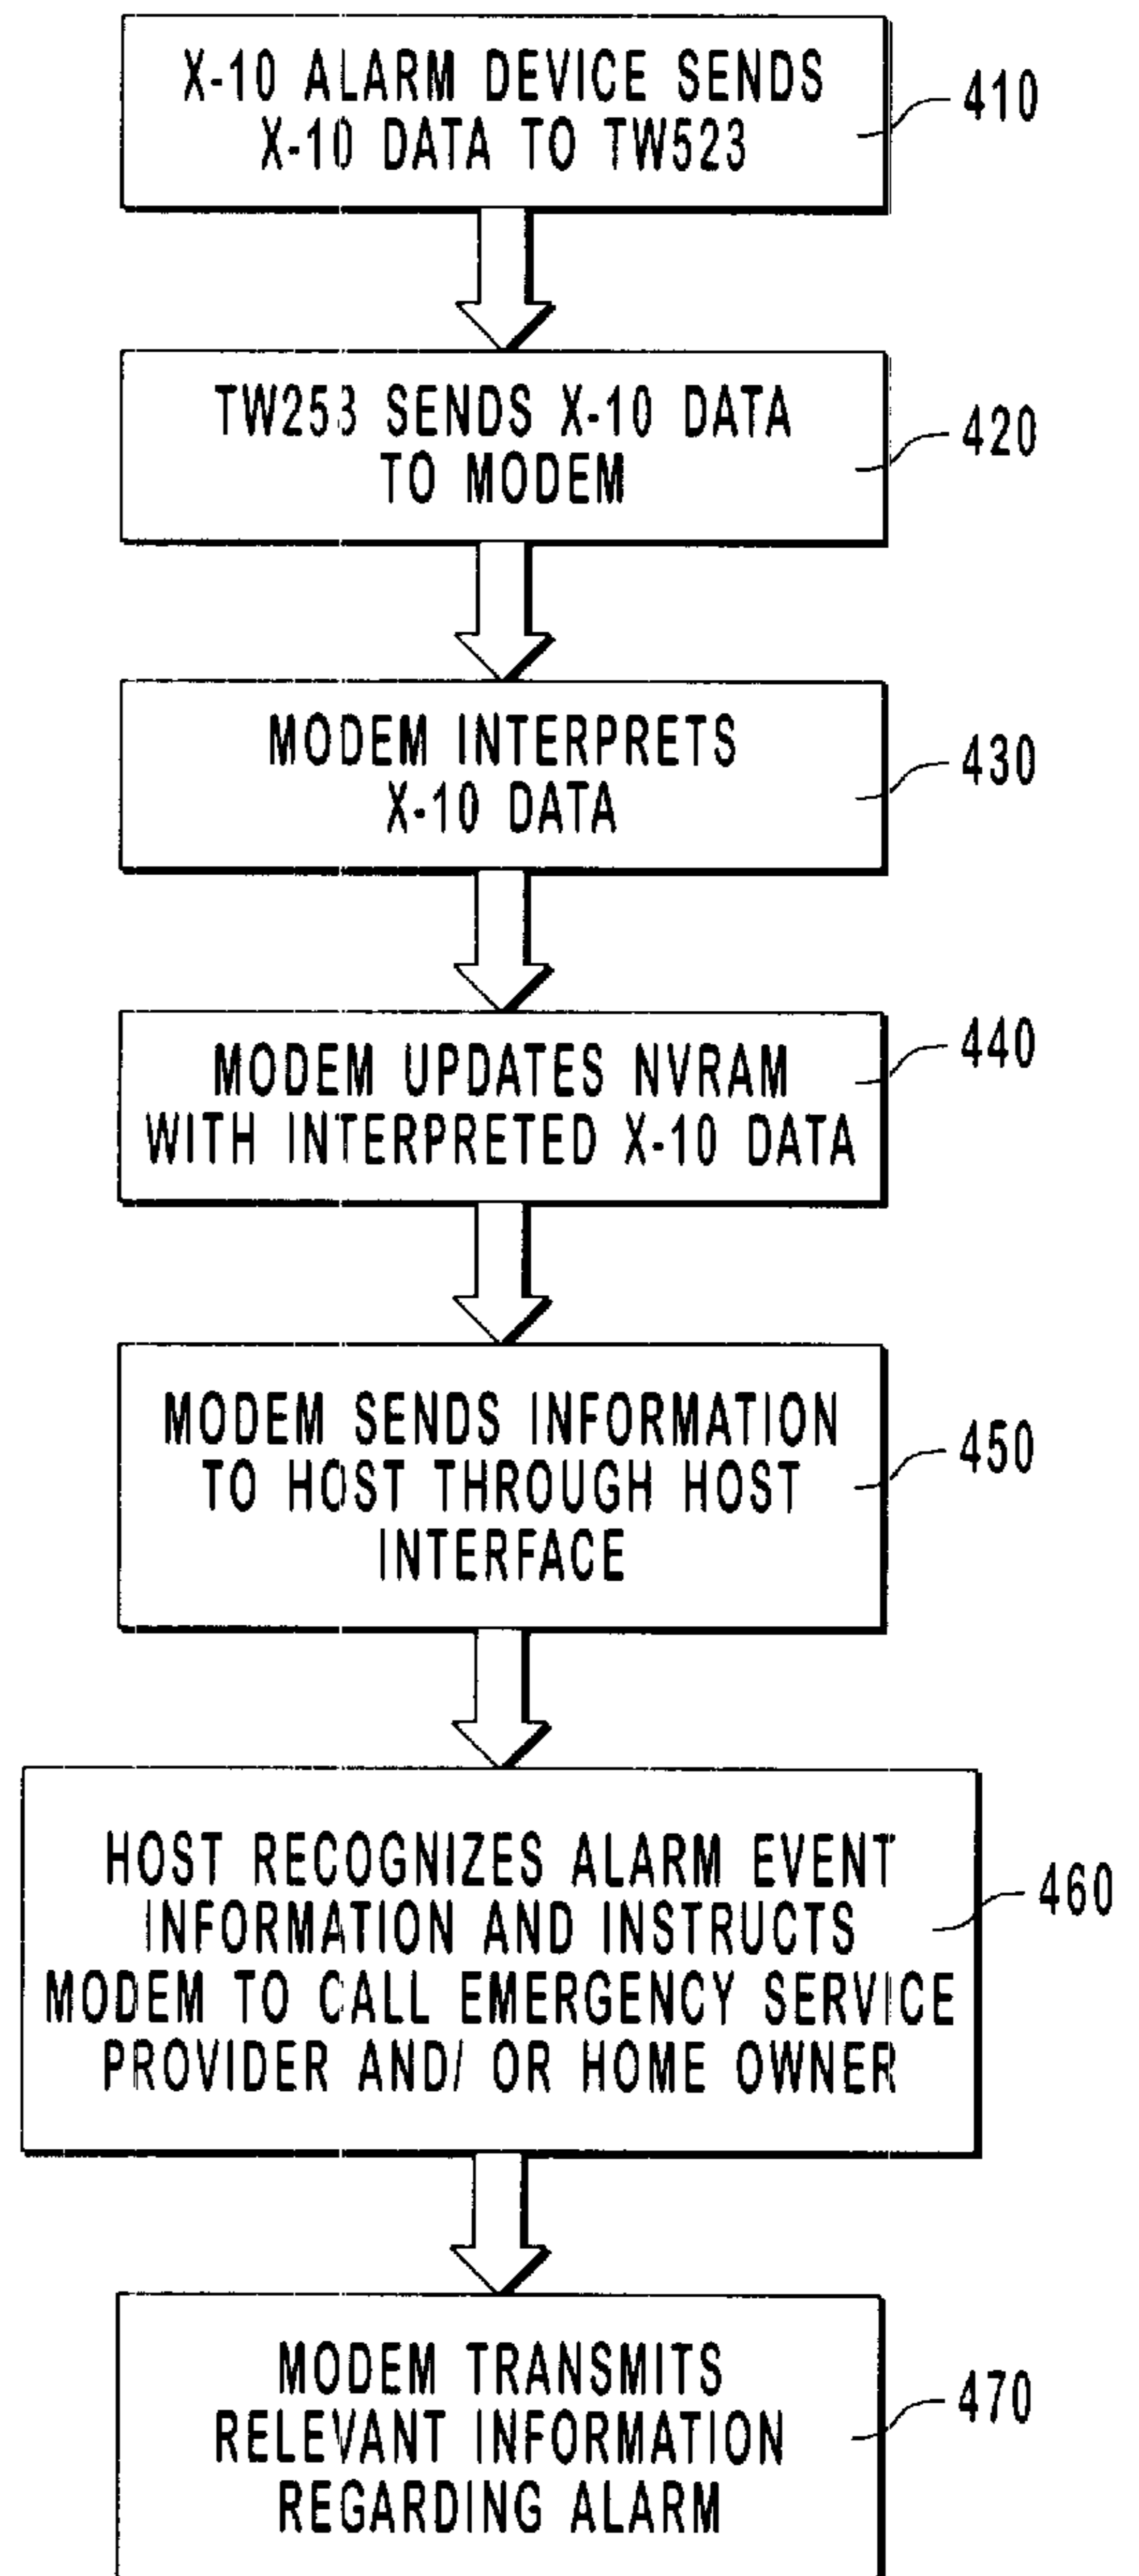 X-10 ALARM DEVICE SENDS
X-10 DATA TO TW523
410
TW253 SENDS X-10 DATA
TO MODEM
420
MODEM INTERPRETS
X-10 DATA
430
MODEM UPDATES NVRAM
WITH INTERPRETED X-10 DATA
440
MODEM SENDS INFORMATION
TO HOST THROUGH HOST
INTERFACE
450
HOST RECOGNIZES ALARM EVENT
INFORMATION AND INSTRUCTS
MODEM TO CALL EMERGENCY SERVICE
PROVIDER AND/ OR HOME OWNER
460
MODEM TRANSMITS
RELEVANT INFORMATION
REGARDING ALARM
470